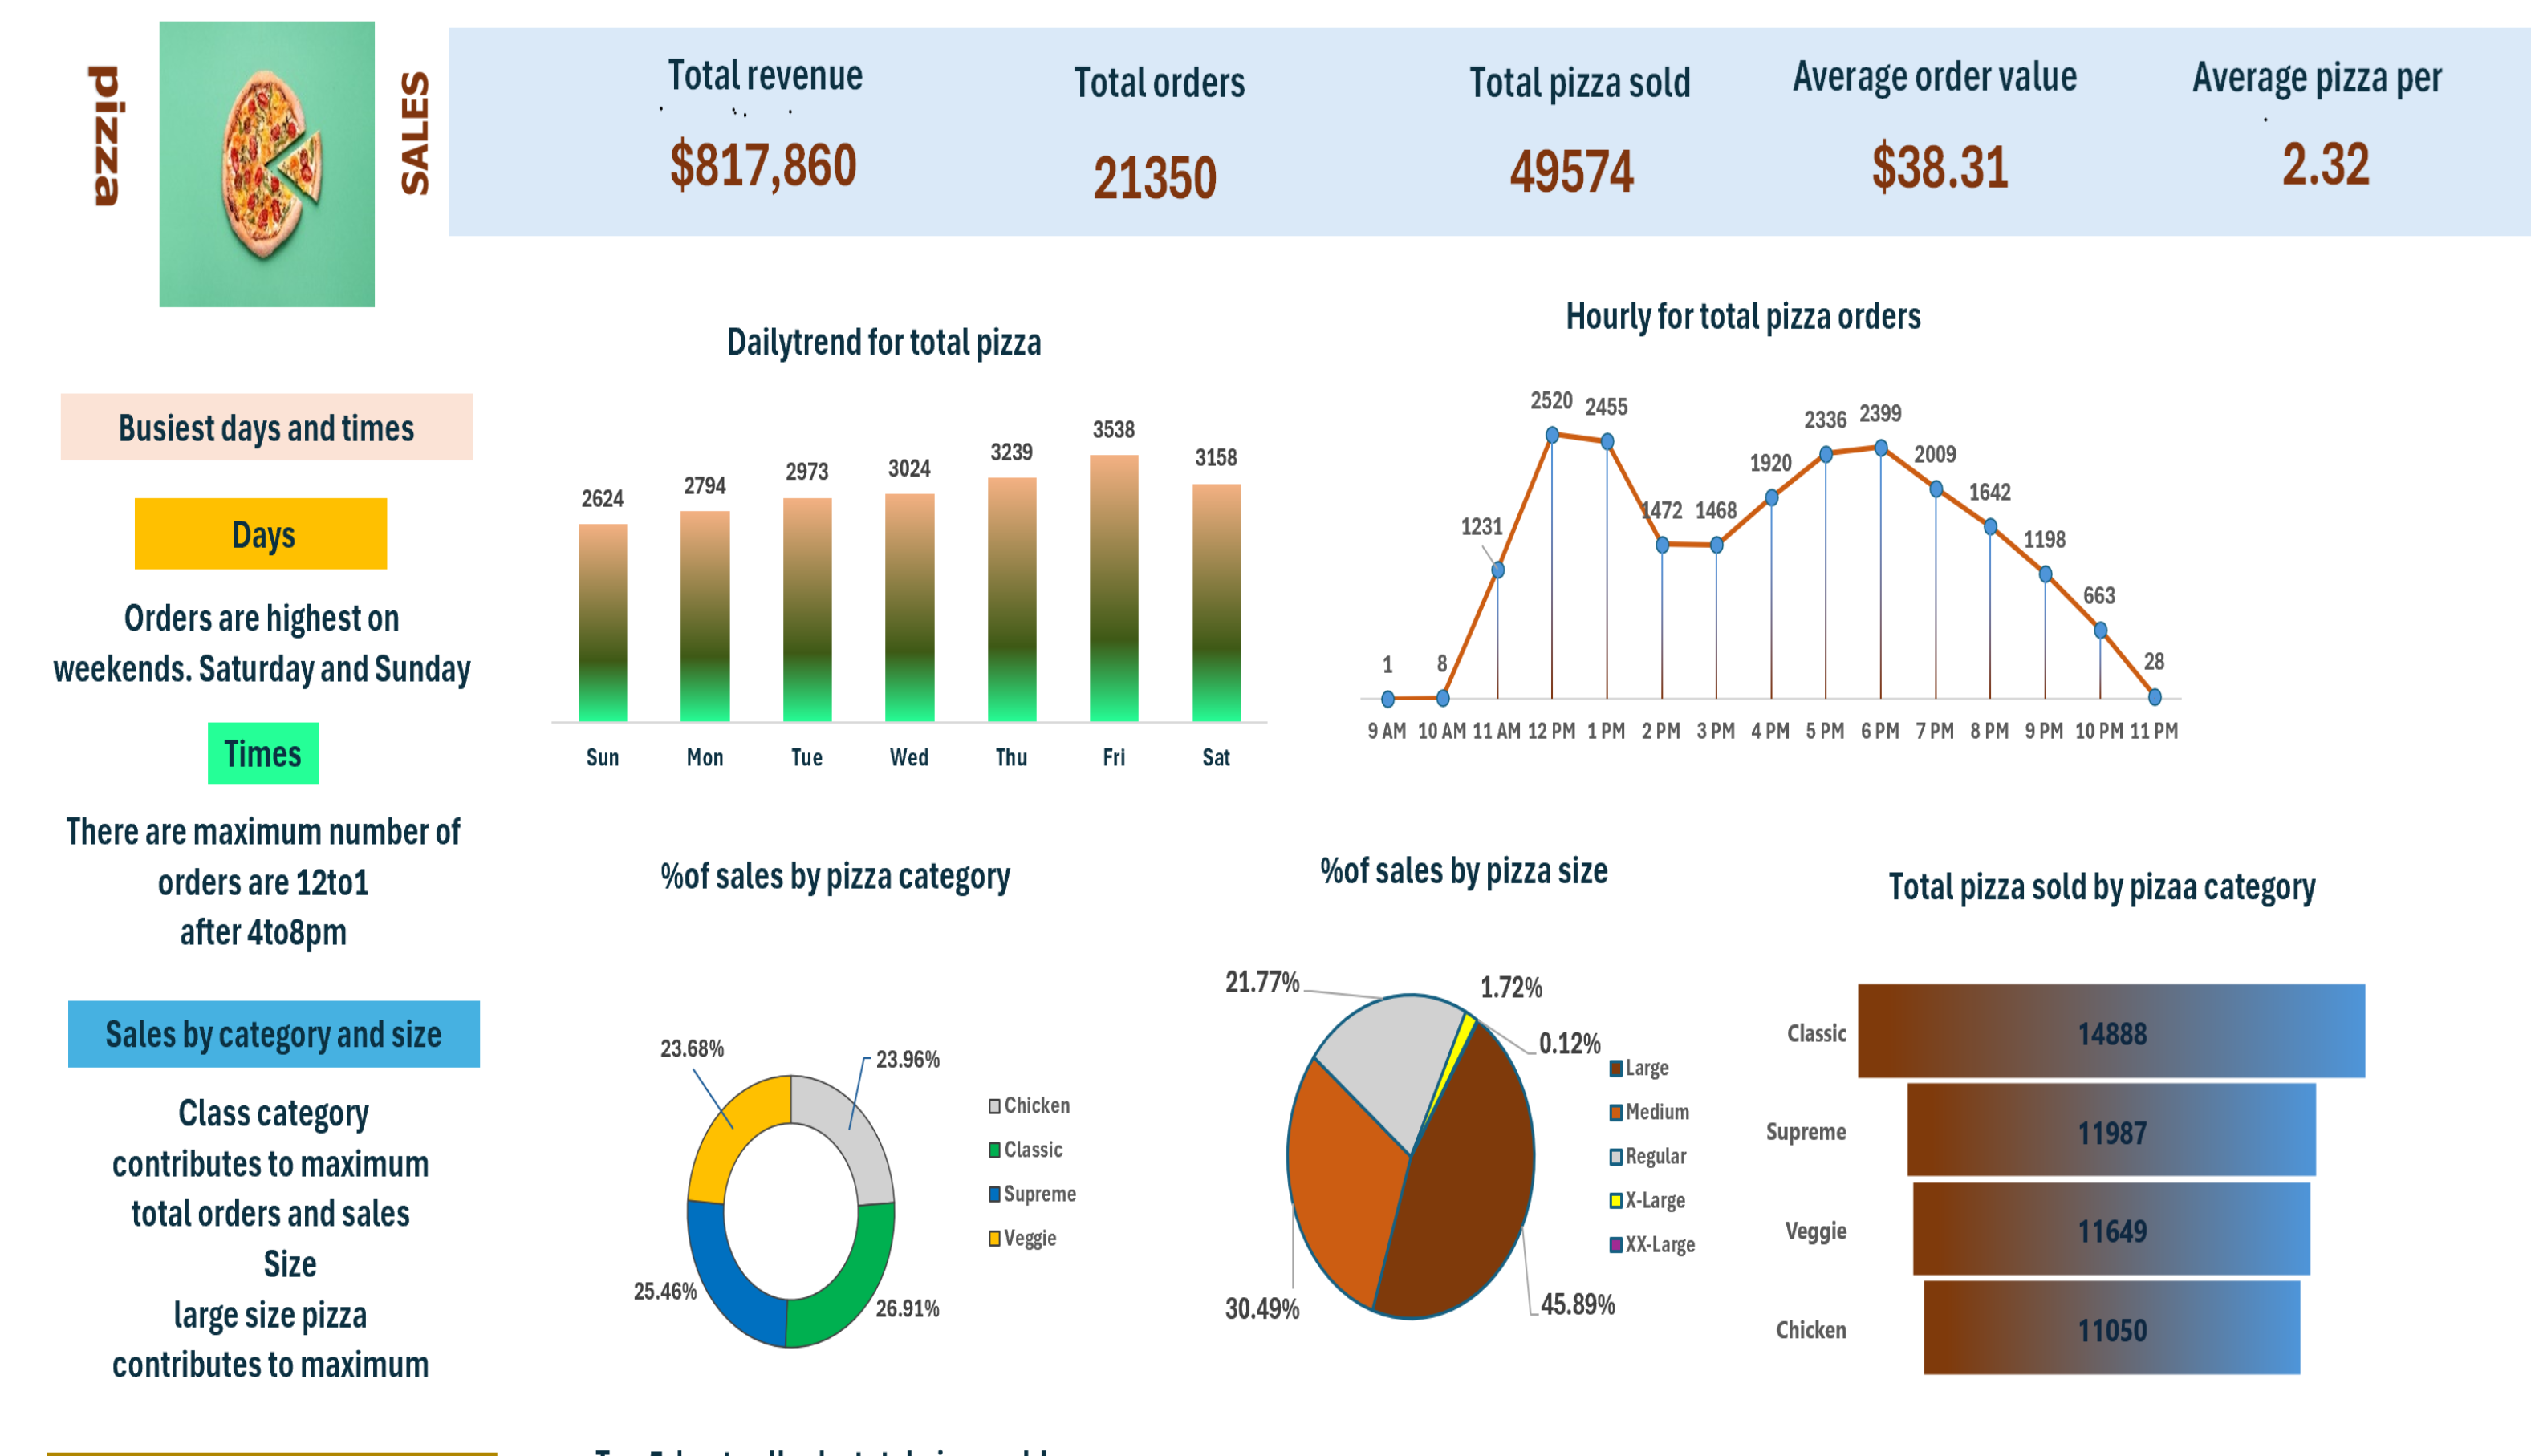 pizza
SALES
Total revenue
$817,860
Total orders
21350
Total pizza sold
49574
Average order value
$38.31
Average pizza per
2.32
Busiest days and times
Days
Orders are highest on
weekends. Saturday and Sunday
Times
There are maximum number of
orders are 12to1
after 4to8pm
Sales by category and size
Class category
contributes to maximum
total orders and sales
Size
large size pizza
contributes to maximum
Dailytrend for total pizza
2624
2794
2973
3024
3239
3538
3158
Sun Mon Tue Wed Thu Fri Sat
Hourly for total pizza orders
1
8
1231
2520
2455
1472
1468
1920
2336
2399
2009
1642
1198
663
28
9 AM 10 AM 11 AM 12 PM 1 PM 2 PM 3 PM 4 PM 5 PM 6 PM 7 PM 8 PM 9 PM 10 PM 11 PM
%of sales by pizza category
23.68%
23.96%
25.46%
26.91%
Chicken
Classic
Supreme
Veggie
%of sales by pizza size
21.77%
1.72%
0.12%
30.49%
45.89%
Large
Medium
Regular
X-Large
XX-Large
Total pizza sold by pizaa category
Classic 14888
Supreme 11987
Veggie 11649
Chicken 11050